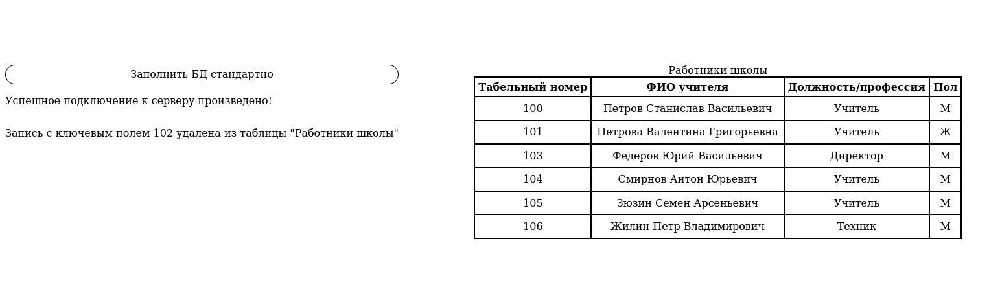 Заполнить БД стандартно
Успешное подключение к серверу произведено!
Запись с ключевым полем 102 удалена из таблицы "Работники школы"
Работники школы
Табельный номер ФИО учителя Должность/профессия Пол
100 Петров Станислав Васильевич Учитель М
101 Петрова Валентина Григорьевна Учитель Ж
103 Федеров Юрий Васильевич Директор М
104 Смирнов Антон Юрьевич Учитель М
105 Зюзин Семен Арсеньевич Учитель М
106 Жилин Петр Владимирович Техник М